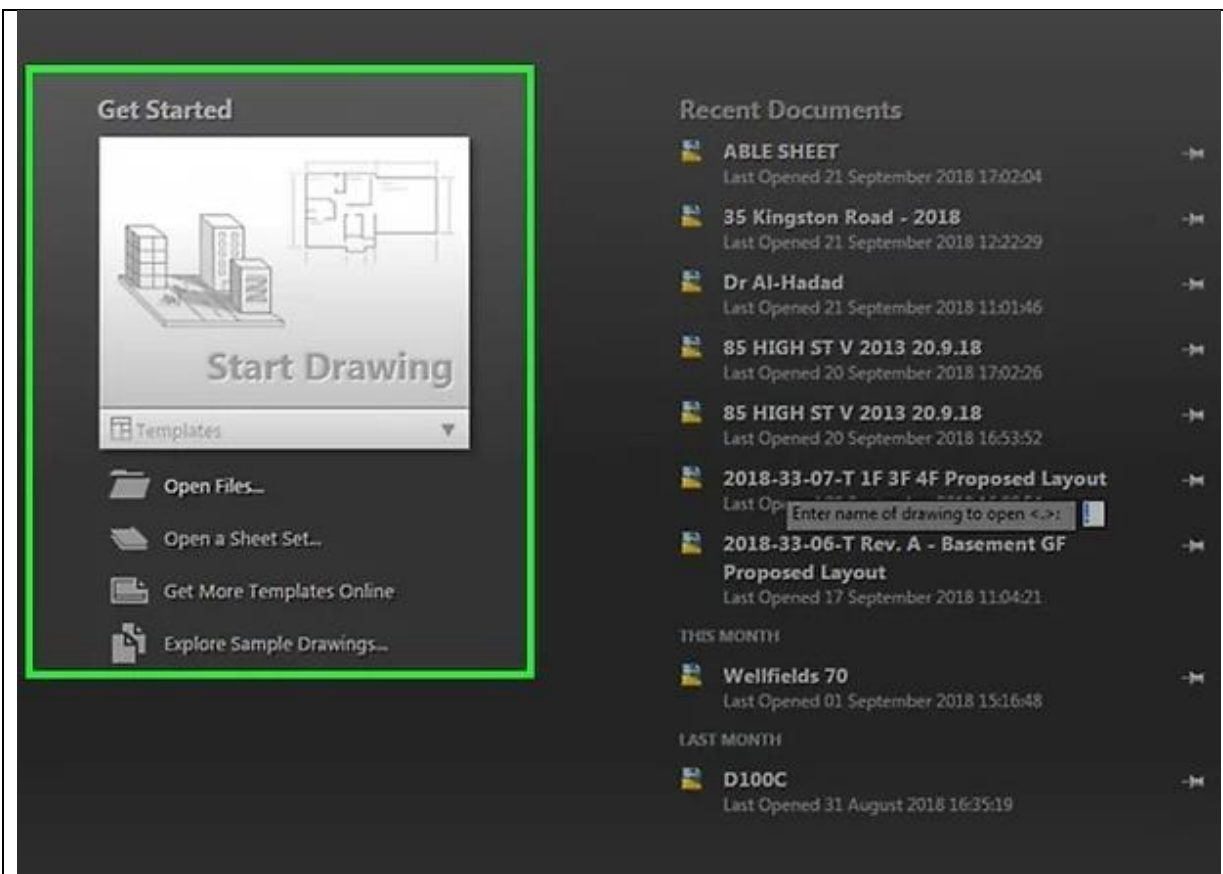 Get Started
Start Drawing
Templates
Open Files...
Open a Sheet Set...
Get More Templates Online
Explore Sample Drawings...
Recent Documents
ABLE SHEET
Last Opened 21 September 2018 17:02:04
35 Kingston Road - 2018
Last Opened 21 September 2018 12:22:29
Dr Al-Hadad
Last Opened 21 September 2018 11:01:46
85 HIGH ST V 2013 20.9.18
Last Opened 20 September 2018 17:02:26
85 HIGH ST V 2013 20.9.18
Last Opened 20 September 2018 16:53:52
2018-33-07-T 1F 3F 4F Proposed Layout
Last
Enter name of drawing to open <.>:
2018-33-06-T Rev. A - Basement GF
Proposed Layout
Last Opened 17 September 2018 11:04:21
THIS MONTH
Wellfields 70
Last Opened 01 September 2018 15:16:48
LAST MONTH
D100C
Last Opened 31 August 2018 16:35:19